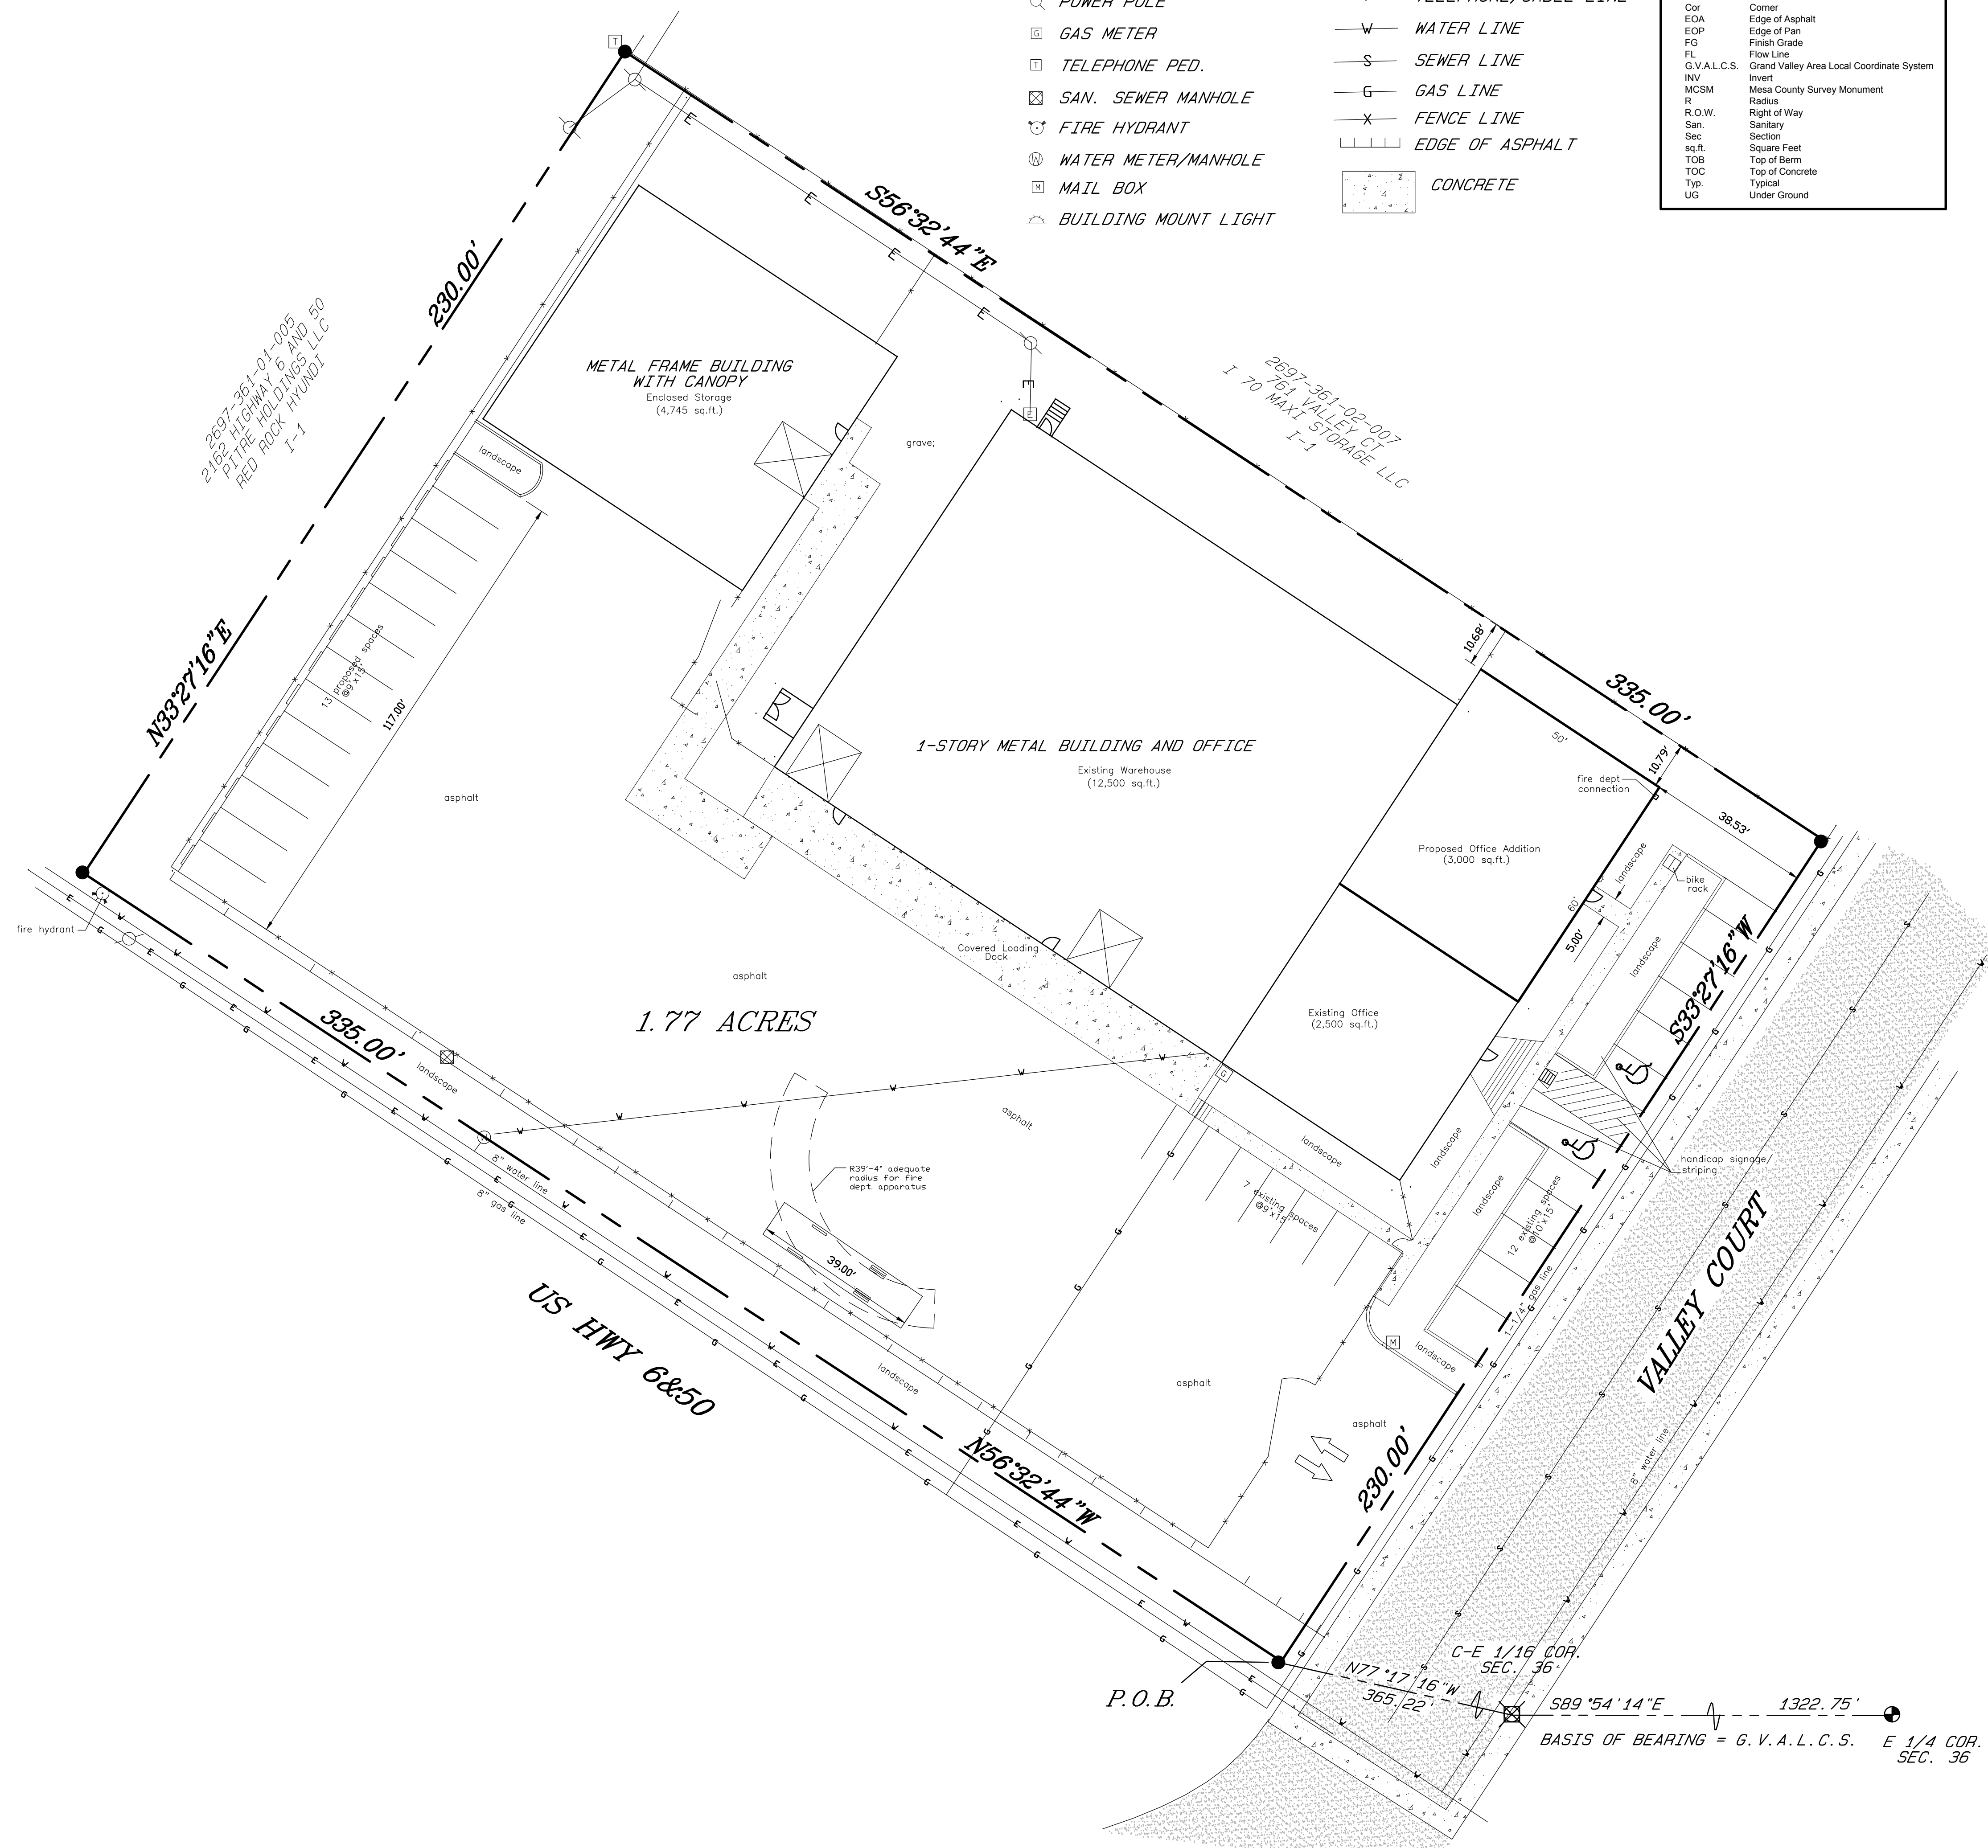 POWER POLE
GAS METER
TELEPHONE PED.
SAN. SEWER MANHOLE
FIRE HYDRANT
WATER METER/MANHOLE
MAIL BOX
BUILDING MOUNT LIGHT
TELEPHONE/CABLE LINE
WATER LINE
SEWER LINE
GAS LINE
FENCE LINE
EDGE OF ASPHALT
CONCRETE
Cor Corner
EOA Edge of Asphalt
EOP Edge of Pan
FG Finish Grade
FL Flow Line
G.V.A.L.C.S. Grand Valley Area Local Coordinate System
INV Invert
MCSM Mesa County Survey Monument
R Radius
R.O.W. Right of Way
San. Sanitary
Sec Section
sq.ft. Square Feet
TOB Top of Berm
TOC Top of Concrete
Typ. Typical
UG Under Ground
S56°32'44"E
335.00'
230.00'
N33°27'16"E
2697-361-01-005
2162 HIGHWAY 6 AND 50
PITRE HOLDINGS LLC
RED ROCK HYUNDI
I-1
2697-361-02-007
761 VALLEY CT
I 70 MAXI STORAGE LLC
I-1
METAL FRAME BUILDING
WITH CANOPY
Enclosed Storage
(4,745 sq.ft.)
grave;
landscape
13 proposed spaces
@9'x15'
117.00'
asphalt
1-STORY METAL BUILDING AND OFFICE
Existing Warehouse
(12,500 sq.ft.)
10.68'
50'
10.79'
fire dept
connection
38.53'
Proposed Office Addition
(3,000 sq.ft.)
60'
5.00'
landscape
bike
rack
landscape
S33°27'16"W
Existing Office
(2,500 sq.ft.)
Covered Loading
Dock
asphalt
1.77 ACRES
fire hydrant
335.00'
landscape
8" water line
8" gas line
R39'-4" adequate
radius for fire
dept. apparatus
39.00'
asphalt
landscape
7 existing spaces
@9'x15'
landscape
landscape
12 existing spaces
@10'x15'
handicap signage/
striping
1-1/4" gas line
VALLEY COURT
8" water line
landscape
asphalt
asphalt
landscape
US HWY 6&50
N56°32'44"W
230.00'
P.O.B.
N77°17'16"W
365.22'
C-E 1/16 COR.
SEC. 36
S89°54'14"E 1322.75'
BASIS OF BEARING = G.V.A.L.C.S.
E 1/4 COR.
SEC. 36